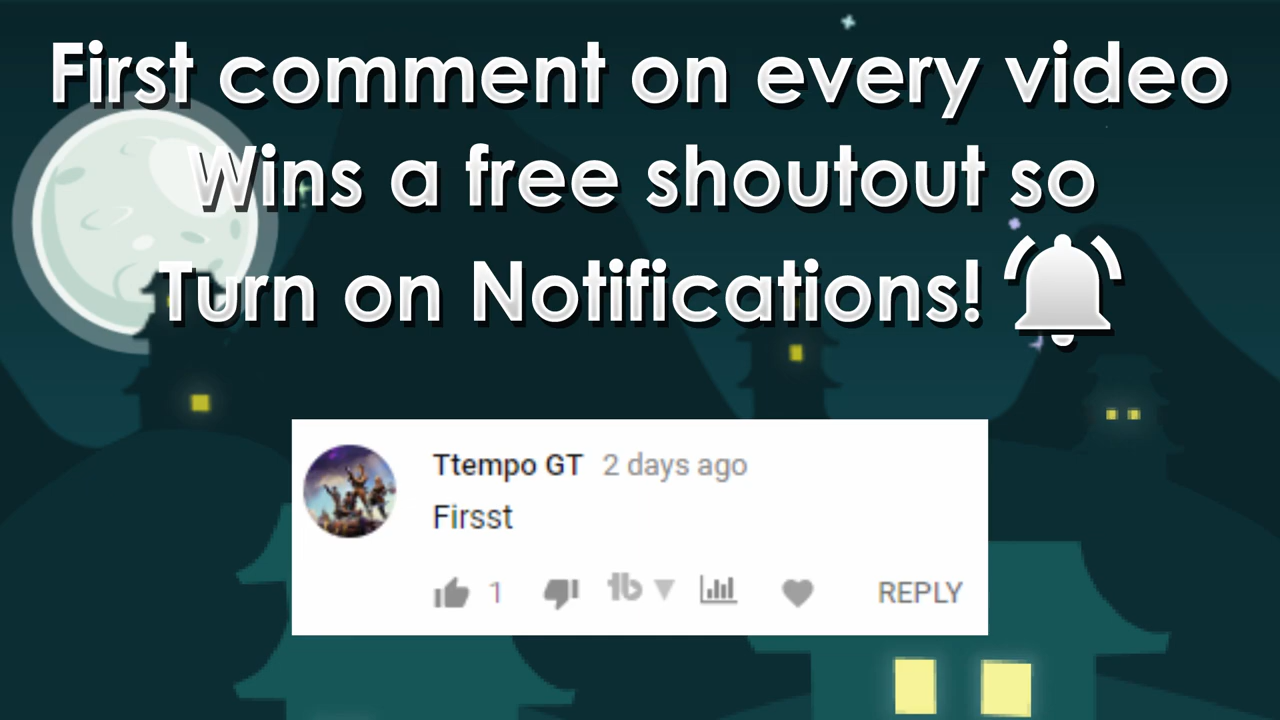 First comment on every video
Wins a free shoutout so
Turn on Notifications!
Ttempo GT 2 days ago
Firsst
1 tb REPLY